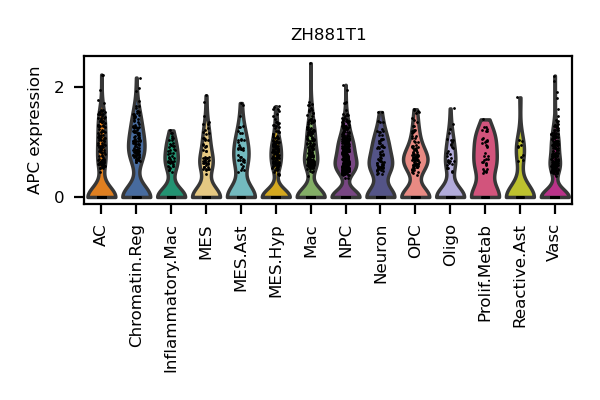 ZH881T1
APC expression
2
0
AC
Chromatin.Reg
Inflammatory.Mac
MES
MES.Ast
MES.Hyp
Mac
NPC
Neuron
OPC
Oligo
Prolif.Metab
Reactive.Ast
Vasc